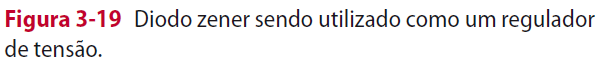 Figura 3-19 Diodo zener sendo utilizado como um regulador
de tensão.